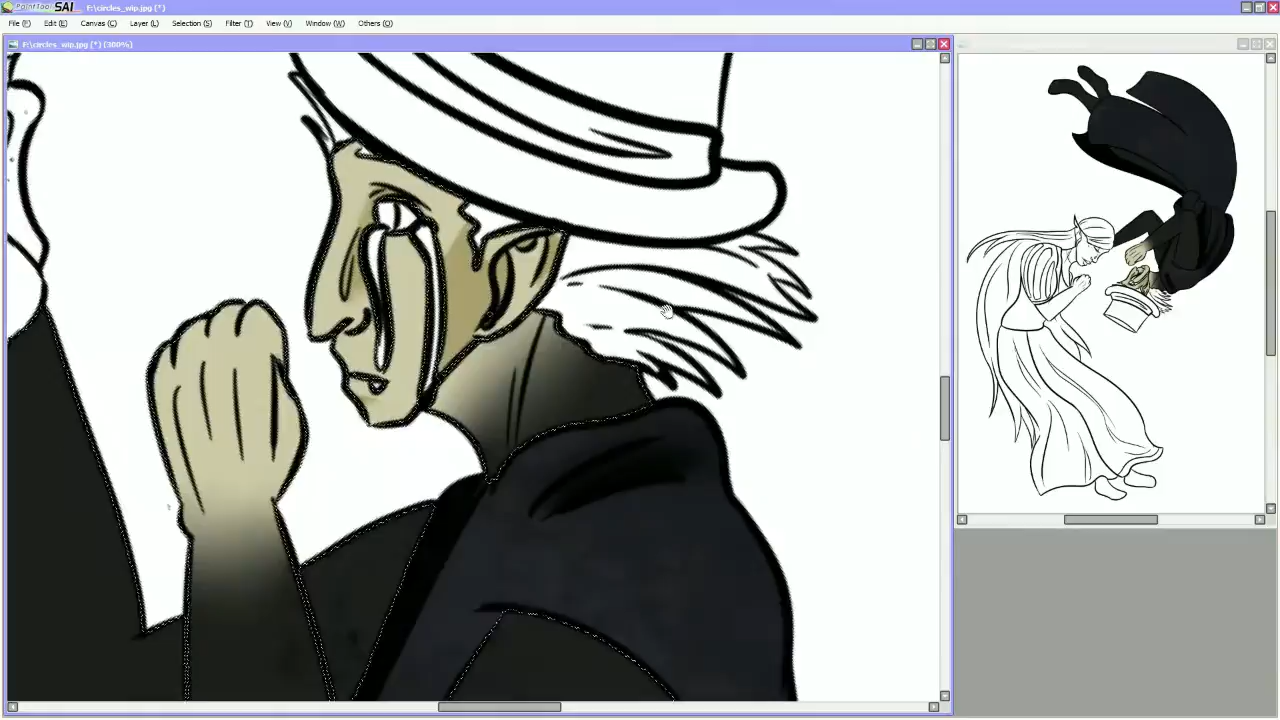 PaintTool SAI F:\circles_wip.jpg (*)
File (F) Edit (E) Canvas (C) Layer (L) Selection (S) Filter (T) View (V) Window (W) Others (O)
F:\circles_wip.jpg (*) (300%)